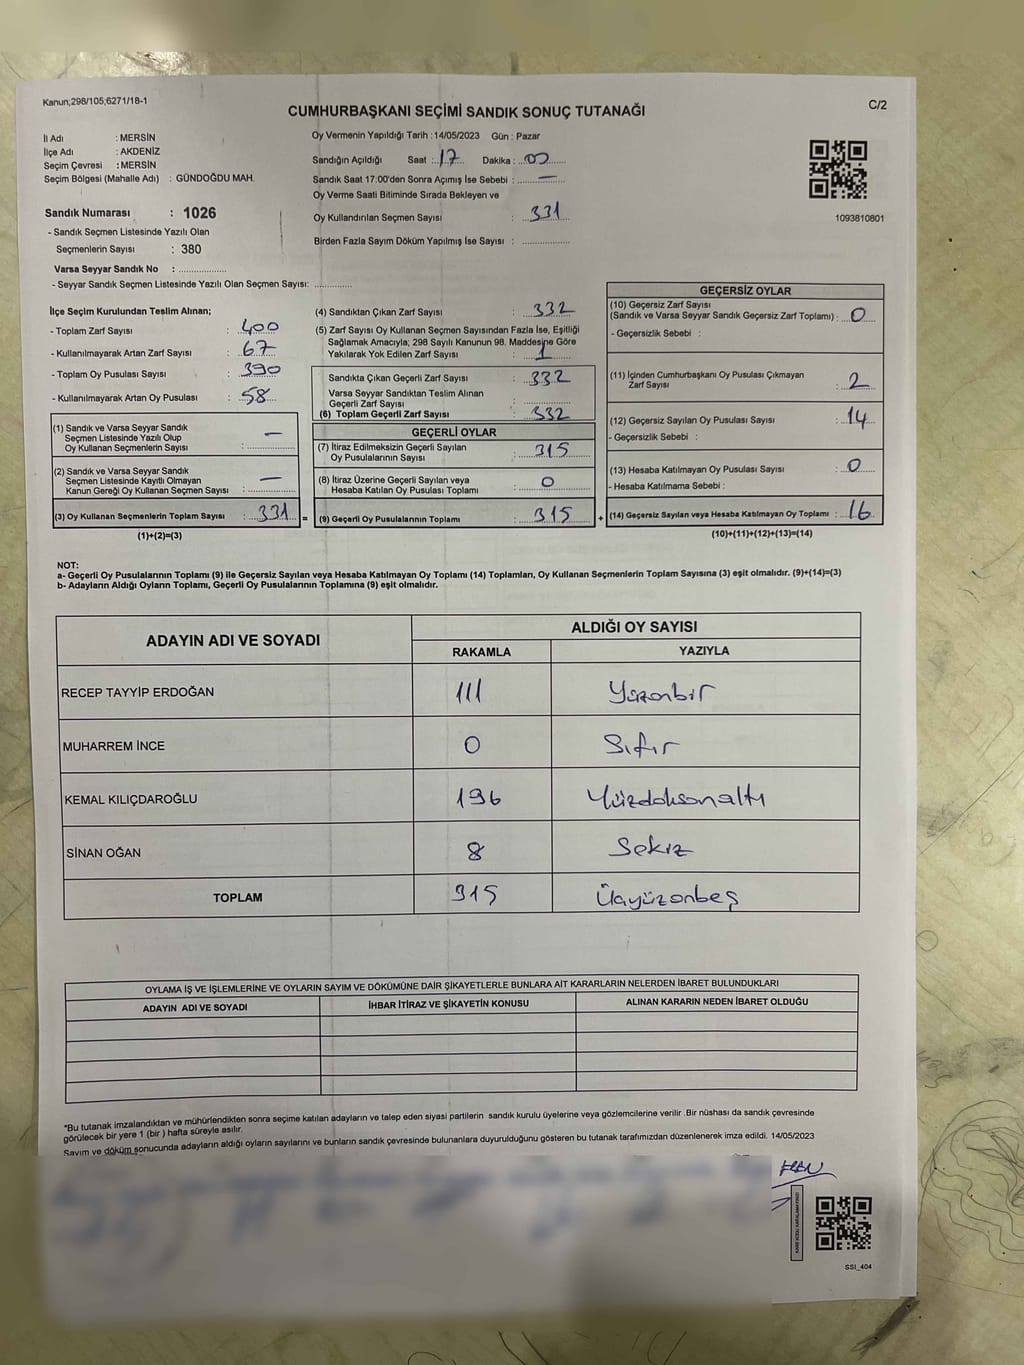 Kanun;298/105;6271/18-1
C/2
CUMHURBAŞKANI SEÇİMİ SANDIK SONUÇ TUTANAĞI
İl Adı : MERSİN
İlçe Adı : AKDENİZ
Seçim Çevresi : MERSİN
Seçim Bölgesi (Mahalle Adı) : GÜNDOĞDU MAH.
Sandık Numarası : 1026
- Sandık Seçmen Listesinde Yazılı Olan
Seçmenlerin Sayısı : 380
Varsa Seyyar Sandık No : ..............
- Seyyar Sandık Seçmen Listesinde Yazılı Olan Seçmen Sayısı: ............
Oy Vermenin Yapıldığı Tarih : 14/05/2023 Gün : Pazar
Sandığın Açıldığı Saat : 17 Dakika : 00
Sandık Saat 17:00'den Sonra Açımış İse Sebebi : —
Oy Verme Saati Bitiminde Sırada Bekleyen ve
Oy Kullandırılan Seçmen Sayısı : 331
Birden Fazla Sayım Döküm Yapılmış İse Sayısı : ..............
1093810801
İlçe Seçim Kurulundan Teslim Alınan;
- Toplam Zarf Sayısı : 400
- Kullanılmayarak Artan Zarf Sayısı : 67
- Toplam Oy Pusulası Sayısı : 390
- Kullanılmayarak Artan Oy Pusulası : 58
(1) Sandık ve Varsa Seyyar Sandık
Seçmen Listesinde Yazılı Olup
Oy Kullanan Seçmenlerin Sayısı : —
(2) Sandık ve Varsa Seyyar Sandık
Seçmen Listesinde Kayıtlı Olmayan
Kanun Gereği Oy Kullanan Seçmen Sayısı : —
(3) Oy Kullanan Seçmenlerin Toplam Sayısı : 331 =
(1)+(2)=(3)
(4) Sandıktan Çıkan Zarf Sayısı : 332
(5) Zarf Sayısı Oy Kullanan Seçmen Sayısından Fazla İse, Eşitliği
Sağlamak Amacıyla; 298 Sayılı Kanunun 98. Maddesine Göre
Yakılarak Yok Edilen Zarf Sayısı : 1
Sandıkta Çıkan Geçerli Zarf Sayısı : 332
Varsa Seyyar Sandıktan Teslim Alınan
Geçerli Zarf Sayısı : ..............
(6) Toplam Geçerli Zarf Sayısı : 332
GEÇERLİ OYLAR
(7) İtiraz Edilmeksizin Geçerli Sayılan
Oy Pusulalarının Sayısı : 315
(8) İtiraz Üzerine Geçerli Sayılan veya
Hesaba Katılan Oy Pusulası Toplamı : 0
(9) Geçerli Oy Pusulalarının Toplamı : 315 +
GEÇERSİZ OYLAR
(10) Geçersiz Zarf Sayısı
(Sandık ve Varsa Seyyar Sandık Geçersiz Zarf Toplamı) : 0
- Geçersizlik Sebebi :
(11) İçinden Cumhurbaşkanı Oy Pusulası Çıkmayan
Zarf Sayısı : 2
(12) Geçersiz Sayılan Oy Pusulası Sayısı : 14
- Geçersizlik Sebebi :
(13) Hesaba Katılmayan Oy Pusulası Sayısı : 0
- Hesaba Katılmama Sebebi :
(14) Geçersiz Sayılan veya Hesaba Katılmayan Oy Toplamı : 16
(10)+(11)+(12)+(13)=(14)
NOT:
a- Geçerli Oy Pusulalarının Toplamı (9) ile Geçersiz Sayılan veya Hesaba Katılmayan Oy Toplamı (14) Toplamları, Oy Kullanan Seçmenlerin Toplam Sayısına (3) eşit olmalıdır. (9)+(14)=(3)
b- Adayların Aldığı Oyların Toplamı, Geçerli Oy Pusulalarının Toplamına (9) eşit olmalıdır.
ADAYIN ADI VE SOYADI ALDIĞI OY SAYISI
RAKAMLA YAZIYLA
RECEP TAYYİP ERDOĞAN 111 Yüzonbir
MUHARREM İNCE 0 Sıfır
KEMAL KILIÇDAROĞLU 196 Yüzdoksanaltı
SİNAN OĞAN 8 Sekiz
TOPLAM 315 Üçyüzonbeş
OYLAMA İŞ VE İŞLEMLERİNE VE OYLARIN SAYIM VE DÖKÜMÜNE DAİR ŞİKAYETLERLE BUNLARA AİT KARARLARIN NELERDEN İBARET BULUNDUKLARI
ADAYIN ADI VE SOYADI İHBAR İTİRAZ VE ŞİKAYETİN KONUSU ALINAN KARARIN NEDEN İBARET OLDUĞU
*Bu tutanak imzalandıktan ve mühürlendikten sonra seçime katılan adayların ve talep eden siyasi partilerin sandık kurulu üyelerine veya gözlemcilerine verilir .Bir nüshası da sandık çevresinde
görülecek bir yere 1 (bir ) hafta süreyle asılır.
Sayım ve döküm sonucunda adayların aldığı oyların sayılarını ve bunların sandık çevresinde bulunanlara duyurulduğunu gösteren bu tutanak tarafımızdan düzenlenerek imza edildi. 14/05/2023
SSI_404